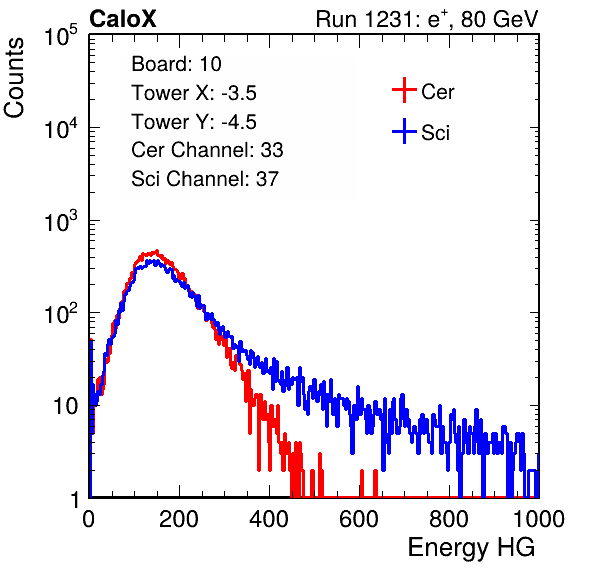 CaloX Run 1231: e⁺, 80 GeV
Counts
Board: 10
Tower X: -3.5
Tower Y: -4.5
Cer Channel: 33
Sci Channel: 37
Cer
Sci
10⁵
10⁴
10³
10²
10
1
0 200 400 600 800 1000
Energy HG